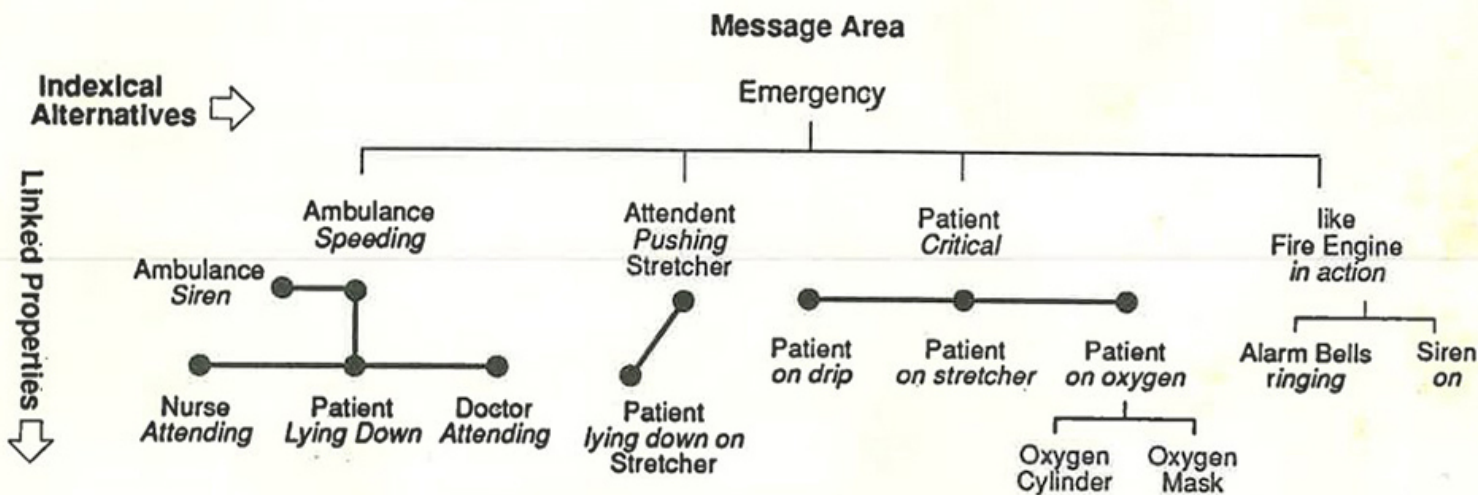 Message Area
Indexical
Alternatives
Emergency
Linked Properties
Ambulance
Speeding
Attendent
Pushing
Stretcher
Patient
Critical
like
Fire Engine
in action
Ambulance
Siren
Nurse
Attending
Patient
Lying Down
Doctor
Attending
Patient
lying down on
Stretcher
Patient
on drip
Patient
on stretcher
Patient
on oxygen
Alarm Bells
ringing
Siren
on
Oxygen
Cylinder
Oxygen
Mask